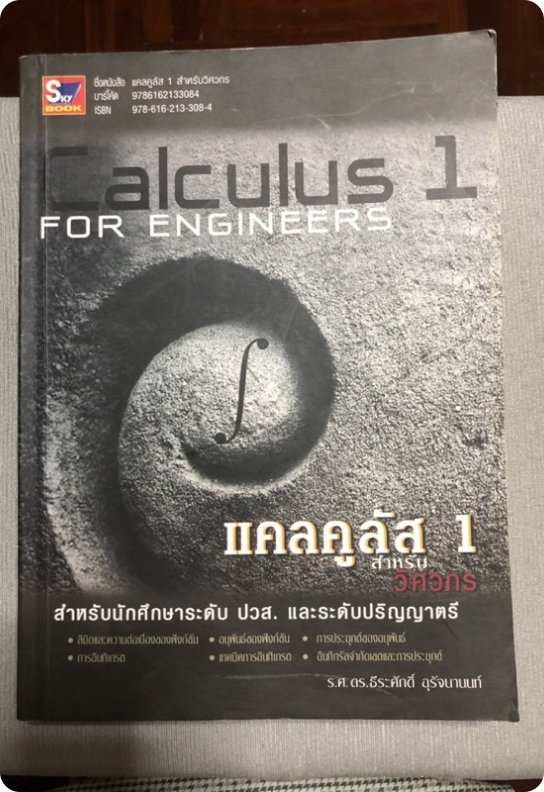 SKY
BOOK
ชื่อหนังสือ แคลคูลัส 1 สำหรับวิศวกร
บาร์โค้ด 9786162133084
ISBN 978-616-213-308-4
Calculus 1
FOR ENGINEERS
∫
แคลคูลัส 1
สำหรับ
วิศวกร
สำหรับนักศึกษาระดับ ปวส. และระดับปริญญาตรี
• ลิมิตและความต่อเนื่องของฟังก์ชัน • อนุพันธ์ของฟังก์ชัน • การประยุกต์ของอนุพันธ์
• การอินทิเกรต • เทคนิคการอินทิเกรต • อินทิกรัลจำกัดเขตและการประยุกต์
ร.ศ.ดร.ธีระศักดิ์ อุรัจนานนท์